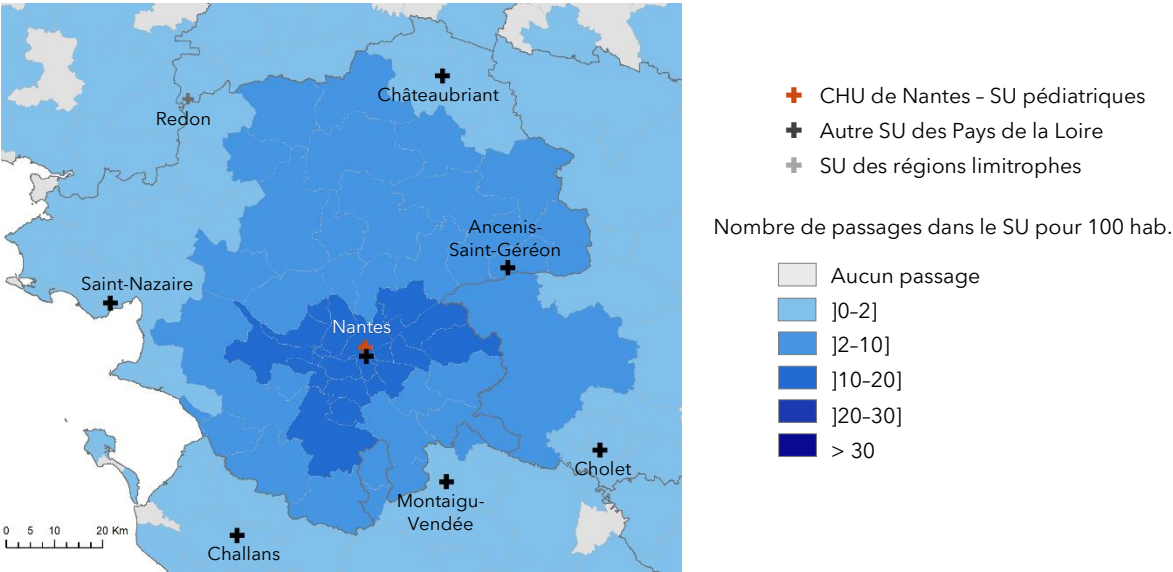 Châteaubriant
Redon
Ancenis-
Saint-Géréon
Saint-Nazaire
Nantes
Cholet
Montaigu-
Vendée
Challans
0 5 10 20 Km
CHU de Nantes – SU pédiatriques
Autre SU des Pays de la Loire
SU des régions limitrophes
Nombre de passages dans le SU pour 100 hab.
Aucun passage
]0–2]
]2–10]
]10–20]
]20–30]
> 30